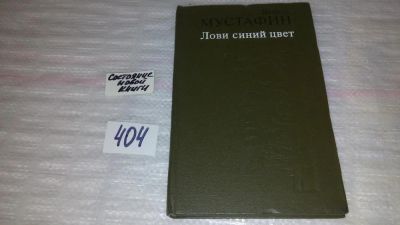 Состояние
новой
книги
404
МУСТАФИН
Лови синий цвет